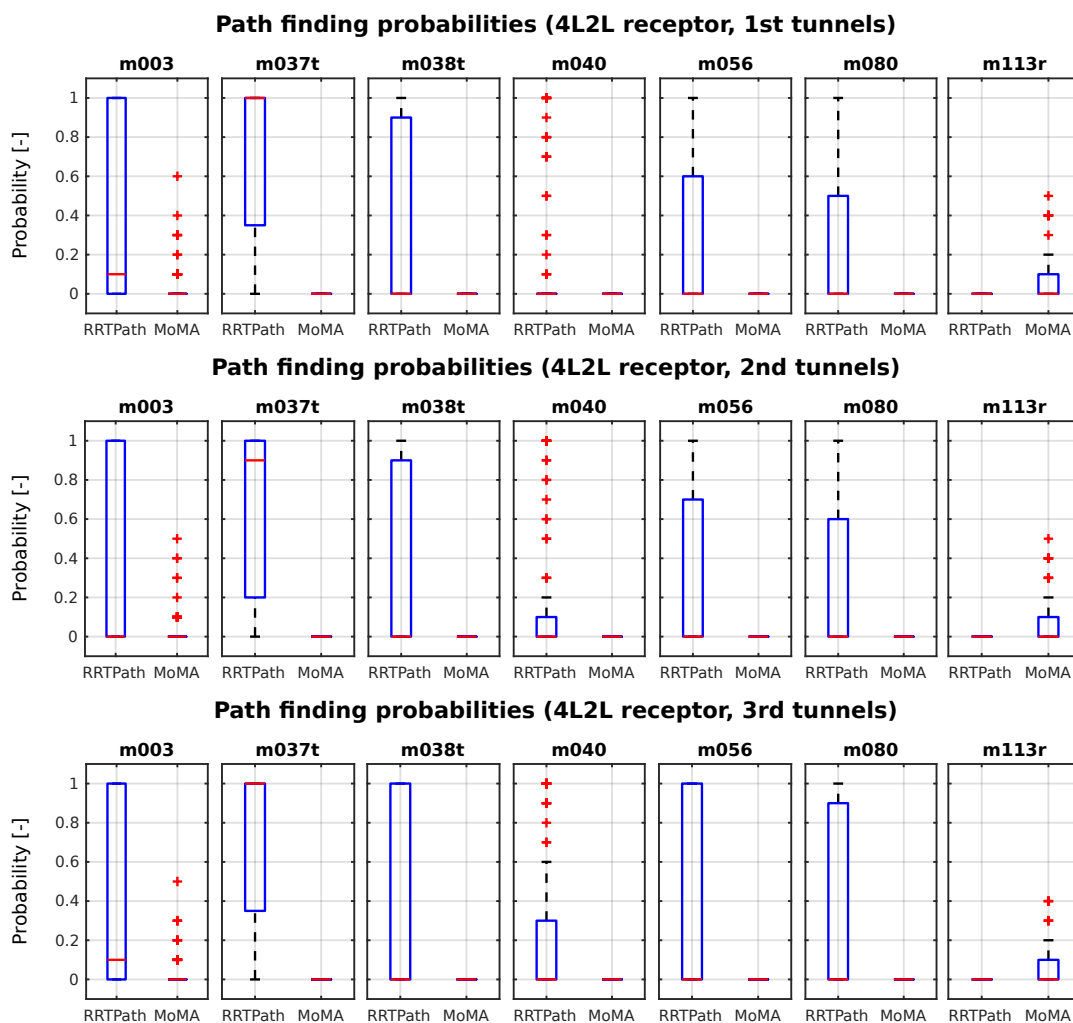 Path finding probabilities (4L2L receptor, 1st tunnels)
m003 m037t m038t m040 m056 m080 m113r
Probability [-]
1
0.8
0.6
0.4
0.2
0
RRTPath MoMA RRTPath MoMA RRTPath MoMA RRTPath MoMA RRTPath MoMA RRTPath MoMA RRTPath MoMA
Path finding probabilities (4L2L receptor, 2nd tunnels)
m003 m037t m038t m040 m056 m080 m113r
Probability [-]
1
0.8
0.6
0.4
0.2
0
RRTPath MoMA RRTPath MoMA RRTPath MoMA RRTPath MoMA RRTPath MoMA RRTPath MoMA RRTPath MoMA
Path finding probabilities (4L2L receptor, 3rd tunnels)
m003 m037t m038t m040 m056 m080 m113r
Probability [-]
1
0.8
0.6
0.4
0.2
0
RRTPath MoMA RRTPath MoMA RRTPath MoMA RRTPath MoMA RRTPath MoMA RRTPath MoMA RRTPath MoMA